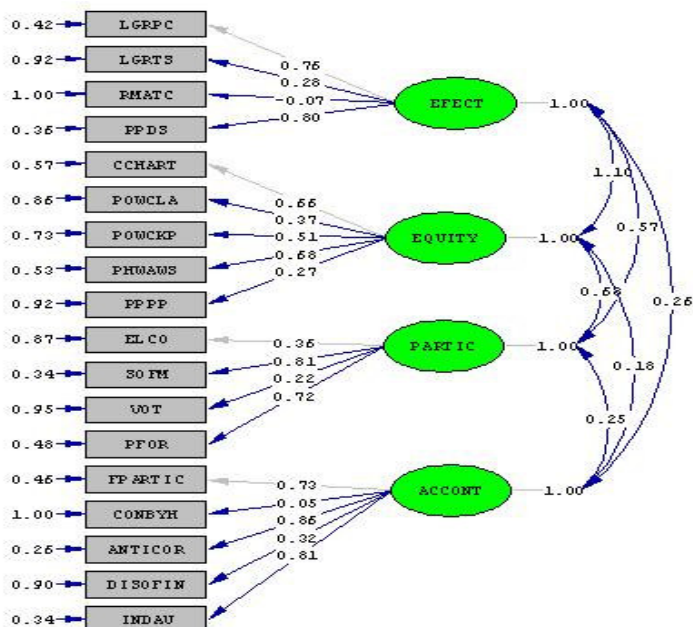 0.42 LGRPC
0.76
0.92 LGRTS
0.28
1.00 RMATC
-0.07
EFECT 1.00
0.36 PPDS
0.80
0.57 CCHART
1.10
0.66
0.86 POWCLA
0.37
0.57
0.73 POWCKP
0.51
EQUITY 1.00
0.53 PHWAWS
0.68
0.92 PPPP
0.27
0.68
0.26
0.87 ELCO
0.36
PARTIC 1.00
0.34 SOFM
0.81
0.18
0.95 VOT
0.22
0.48 PFOR
0.72
0.25
0.46 FPARTIC
0.73
ACCONT 1.00
1.00 CONBYH
0.05
0.26 ANTICOR
0.86
0.90 DISOFIN
0.32
0.34 INDAU
0.81